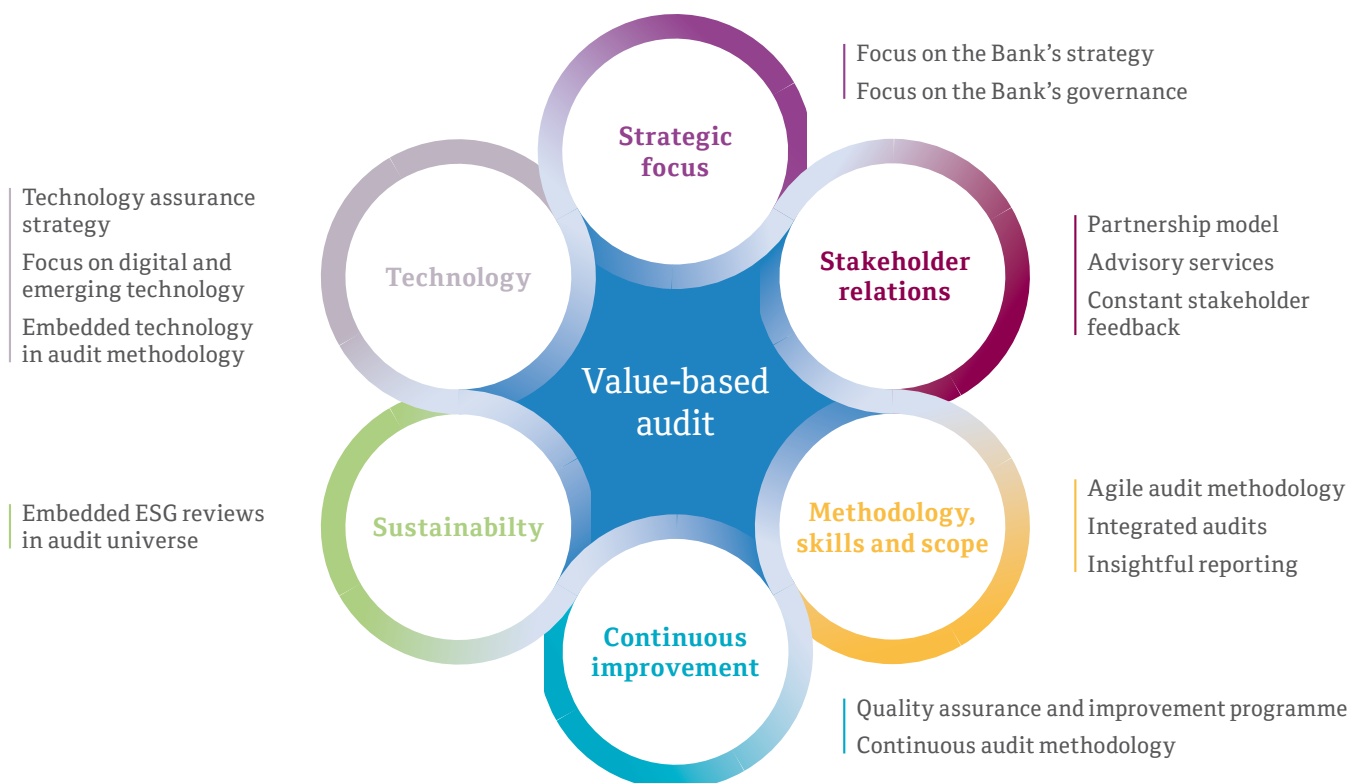 Focus on the Bank's strategy
Focus on the Bank's governance
Strategic
focus
Technology assurance
strategy
Focus on digital and
emerging technology
Embedded technology
in audit methodology
Technology
Stakeholder
relations
Partnership model
Advisory services
Constant stakeholder
feedback
Value-based
audit
Embedded ESG reviews
in audit universe
Sustainabilty
Methodology,
skills and scope
Agile audit methodology
Integrated audits
Insightful reporting
Continuous
improvement
Quality assurance and improvement programme
Continuous audit methodology